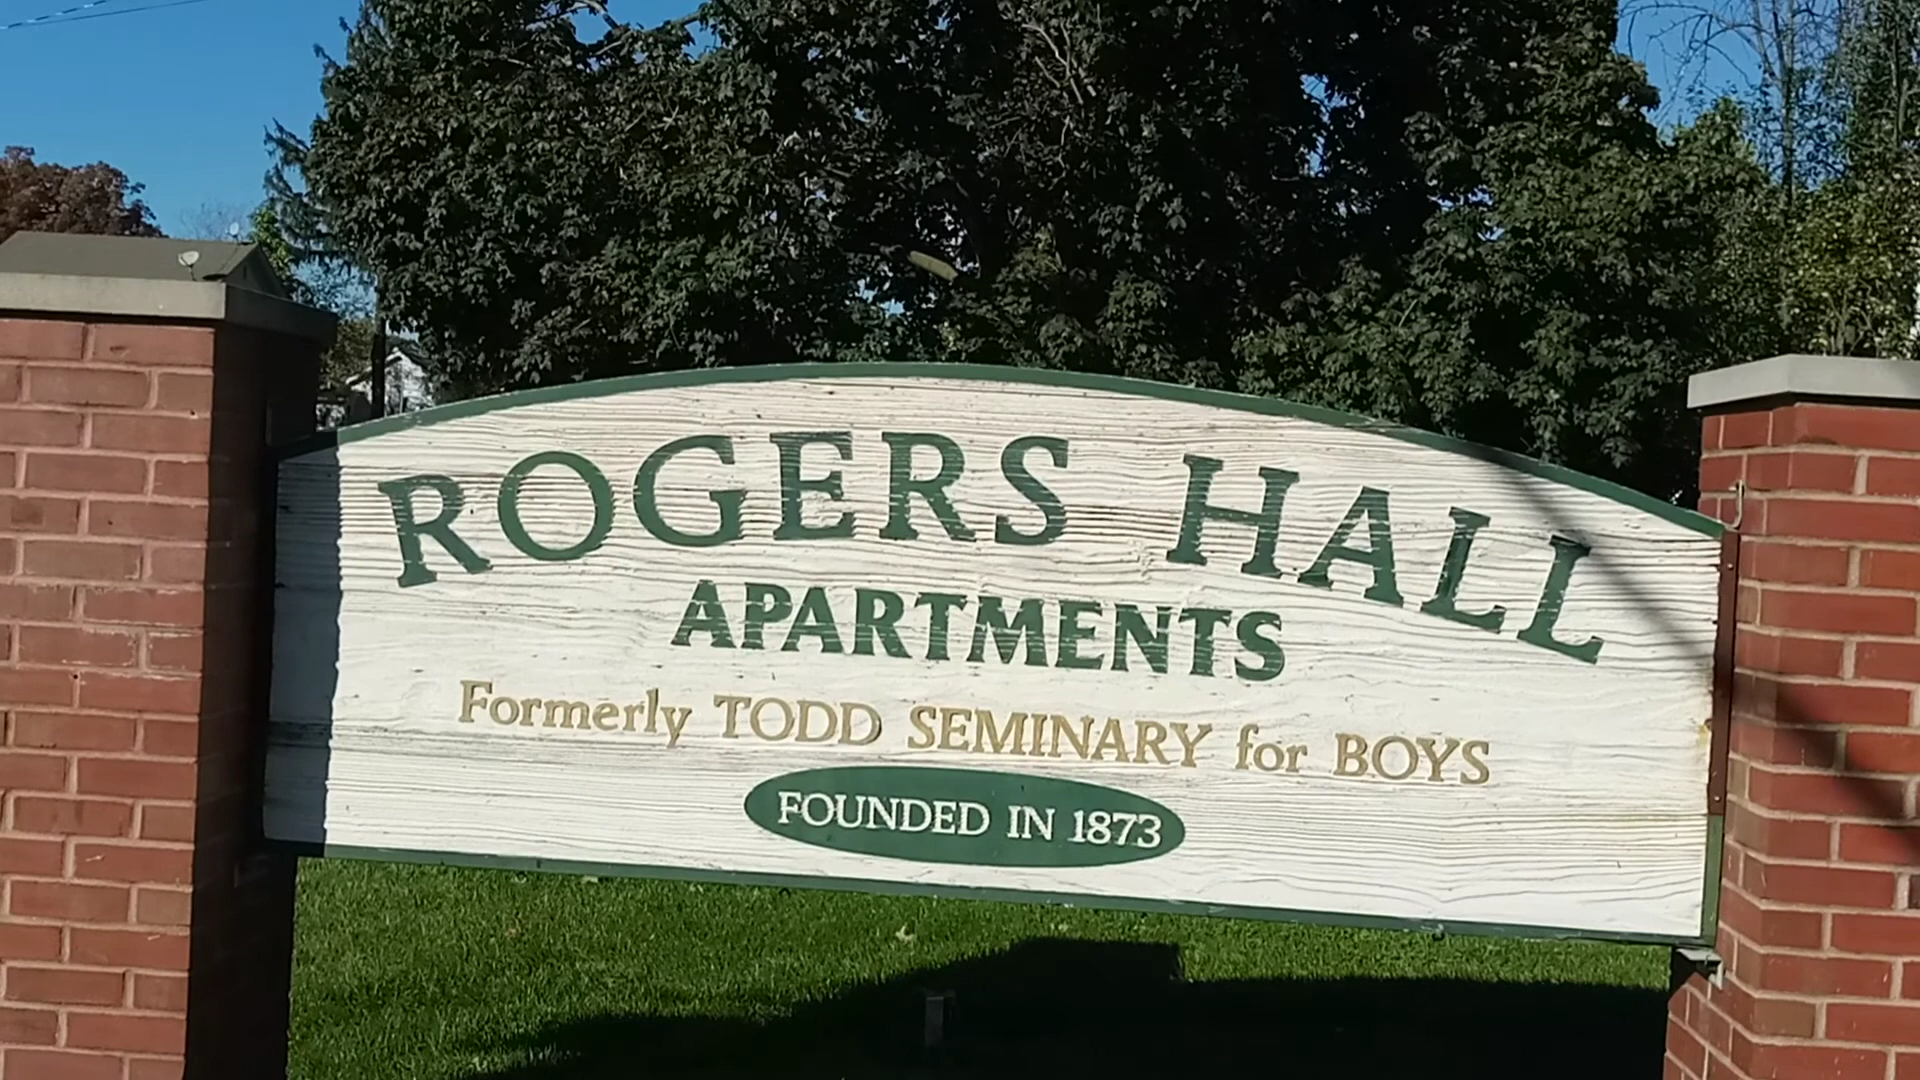 ROGERS HALL
APARTMENTS
Formerly TODD SEMINARY for BOYS
FOUNDED IN 1873